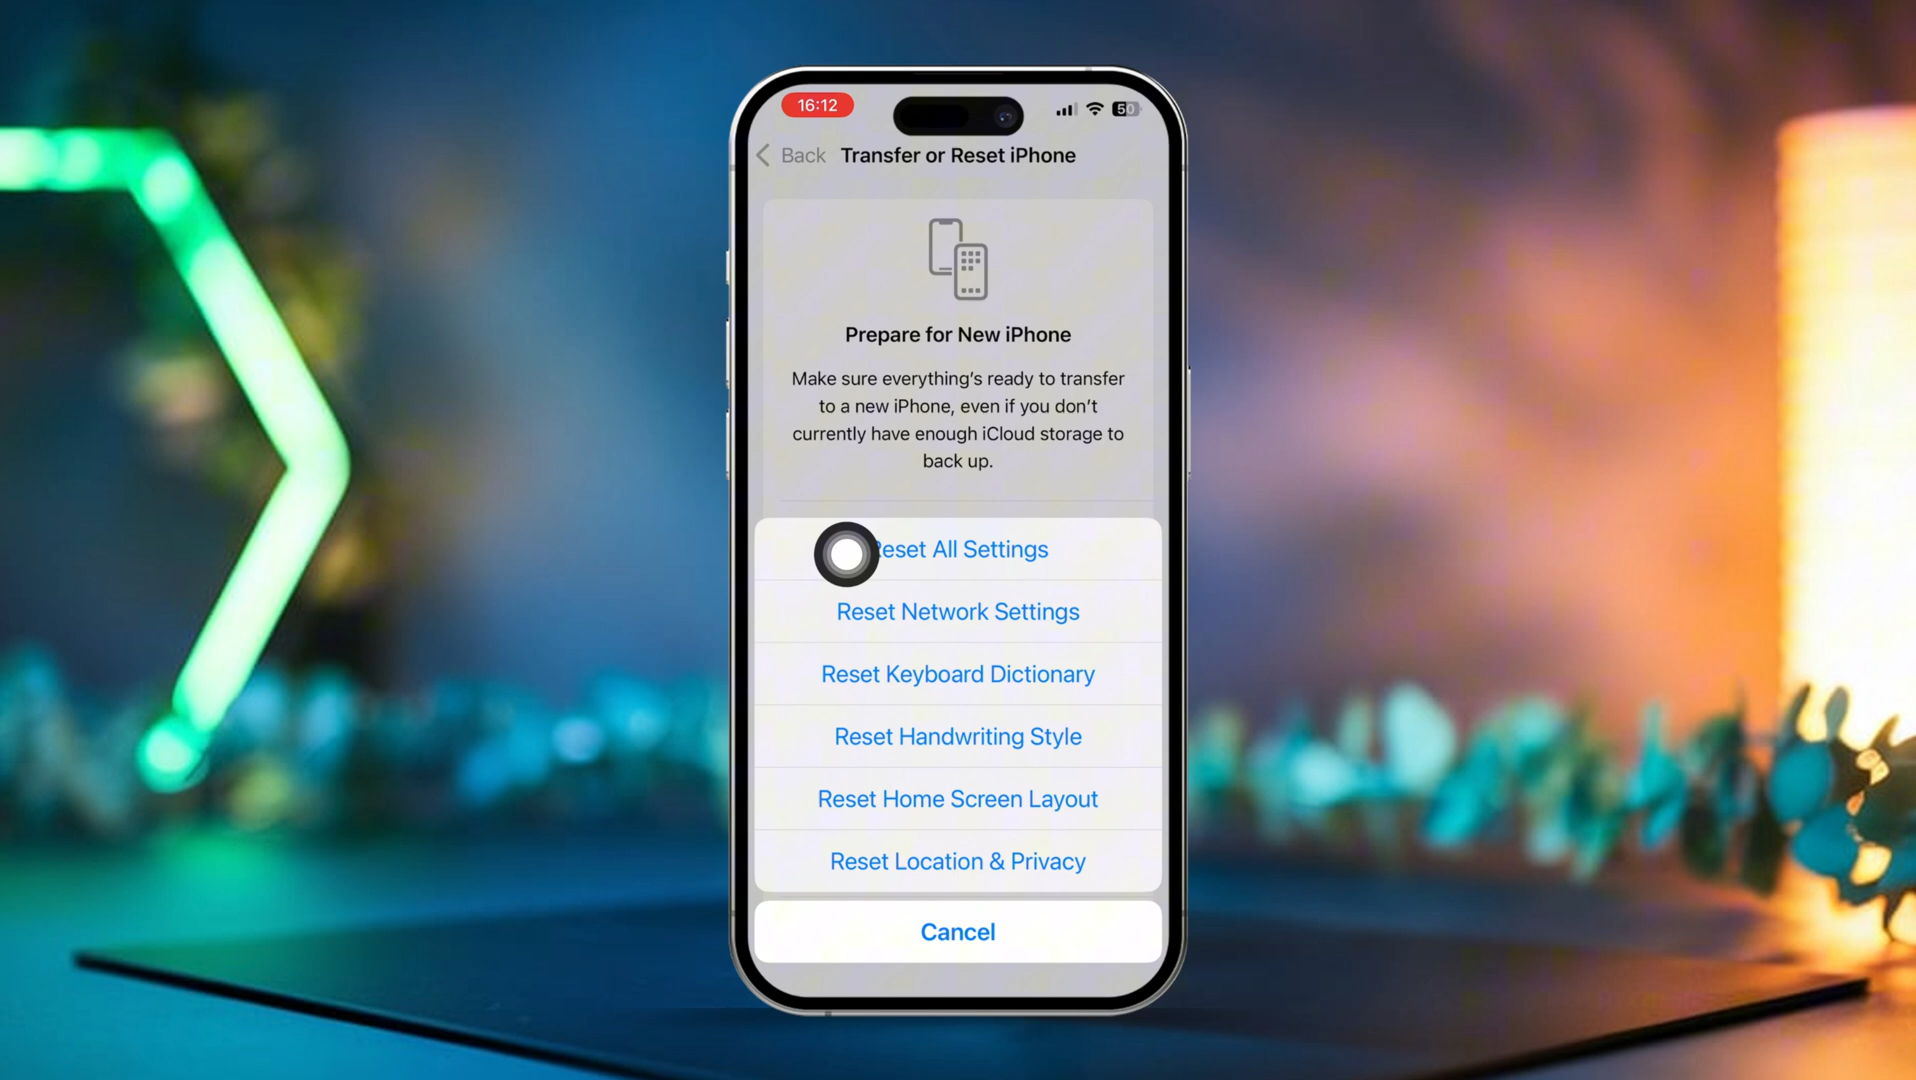 16:12
50
Back
Transfer or Reset iPhone
Prepare for New iPhone
Make sure everything's ready to transfer
to a new iPhone, even if you don't
currently have enough iCloud storage to
back up.
eset All Settings
Reset Network Settings
Reset Keyboard Dictionary
Reset Handwriting Style
Reset Home Screen Layout
Reset Location & Privacy
Cancel